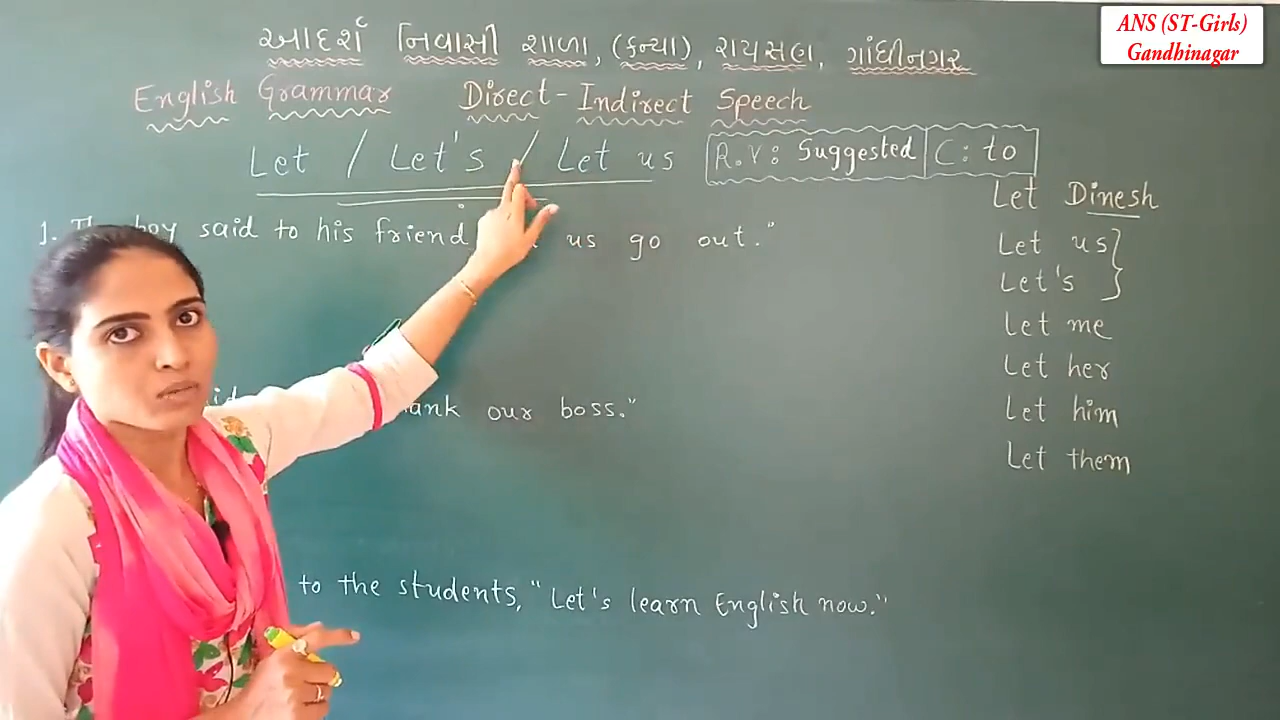 ANS (ST-Girls)
Gandhinagar
આદર્શ નિવાસી શાળા, (કન્યા), રાયસણ, ગાંધીનગર
English Grammar Direct-Indirect Speech
Let / Let's / Let us R.V: Suggested C: to
1. boy said to his friend us go out."
our boss."
to the students, "Let's learn English now."
Let Dinesh
Let us
Let's
Let me
Let her
Let him
Let them